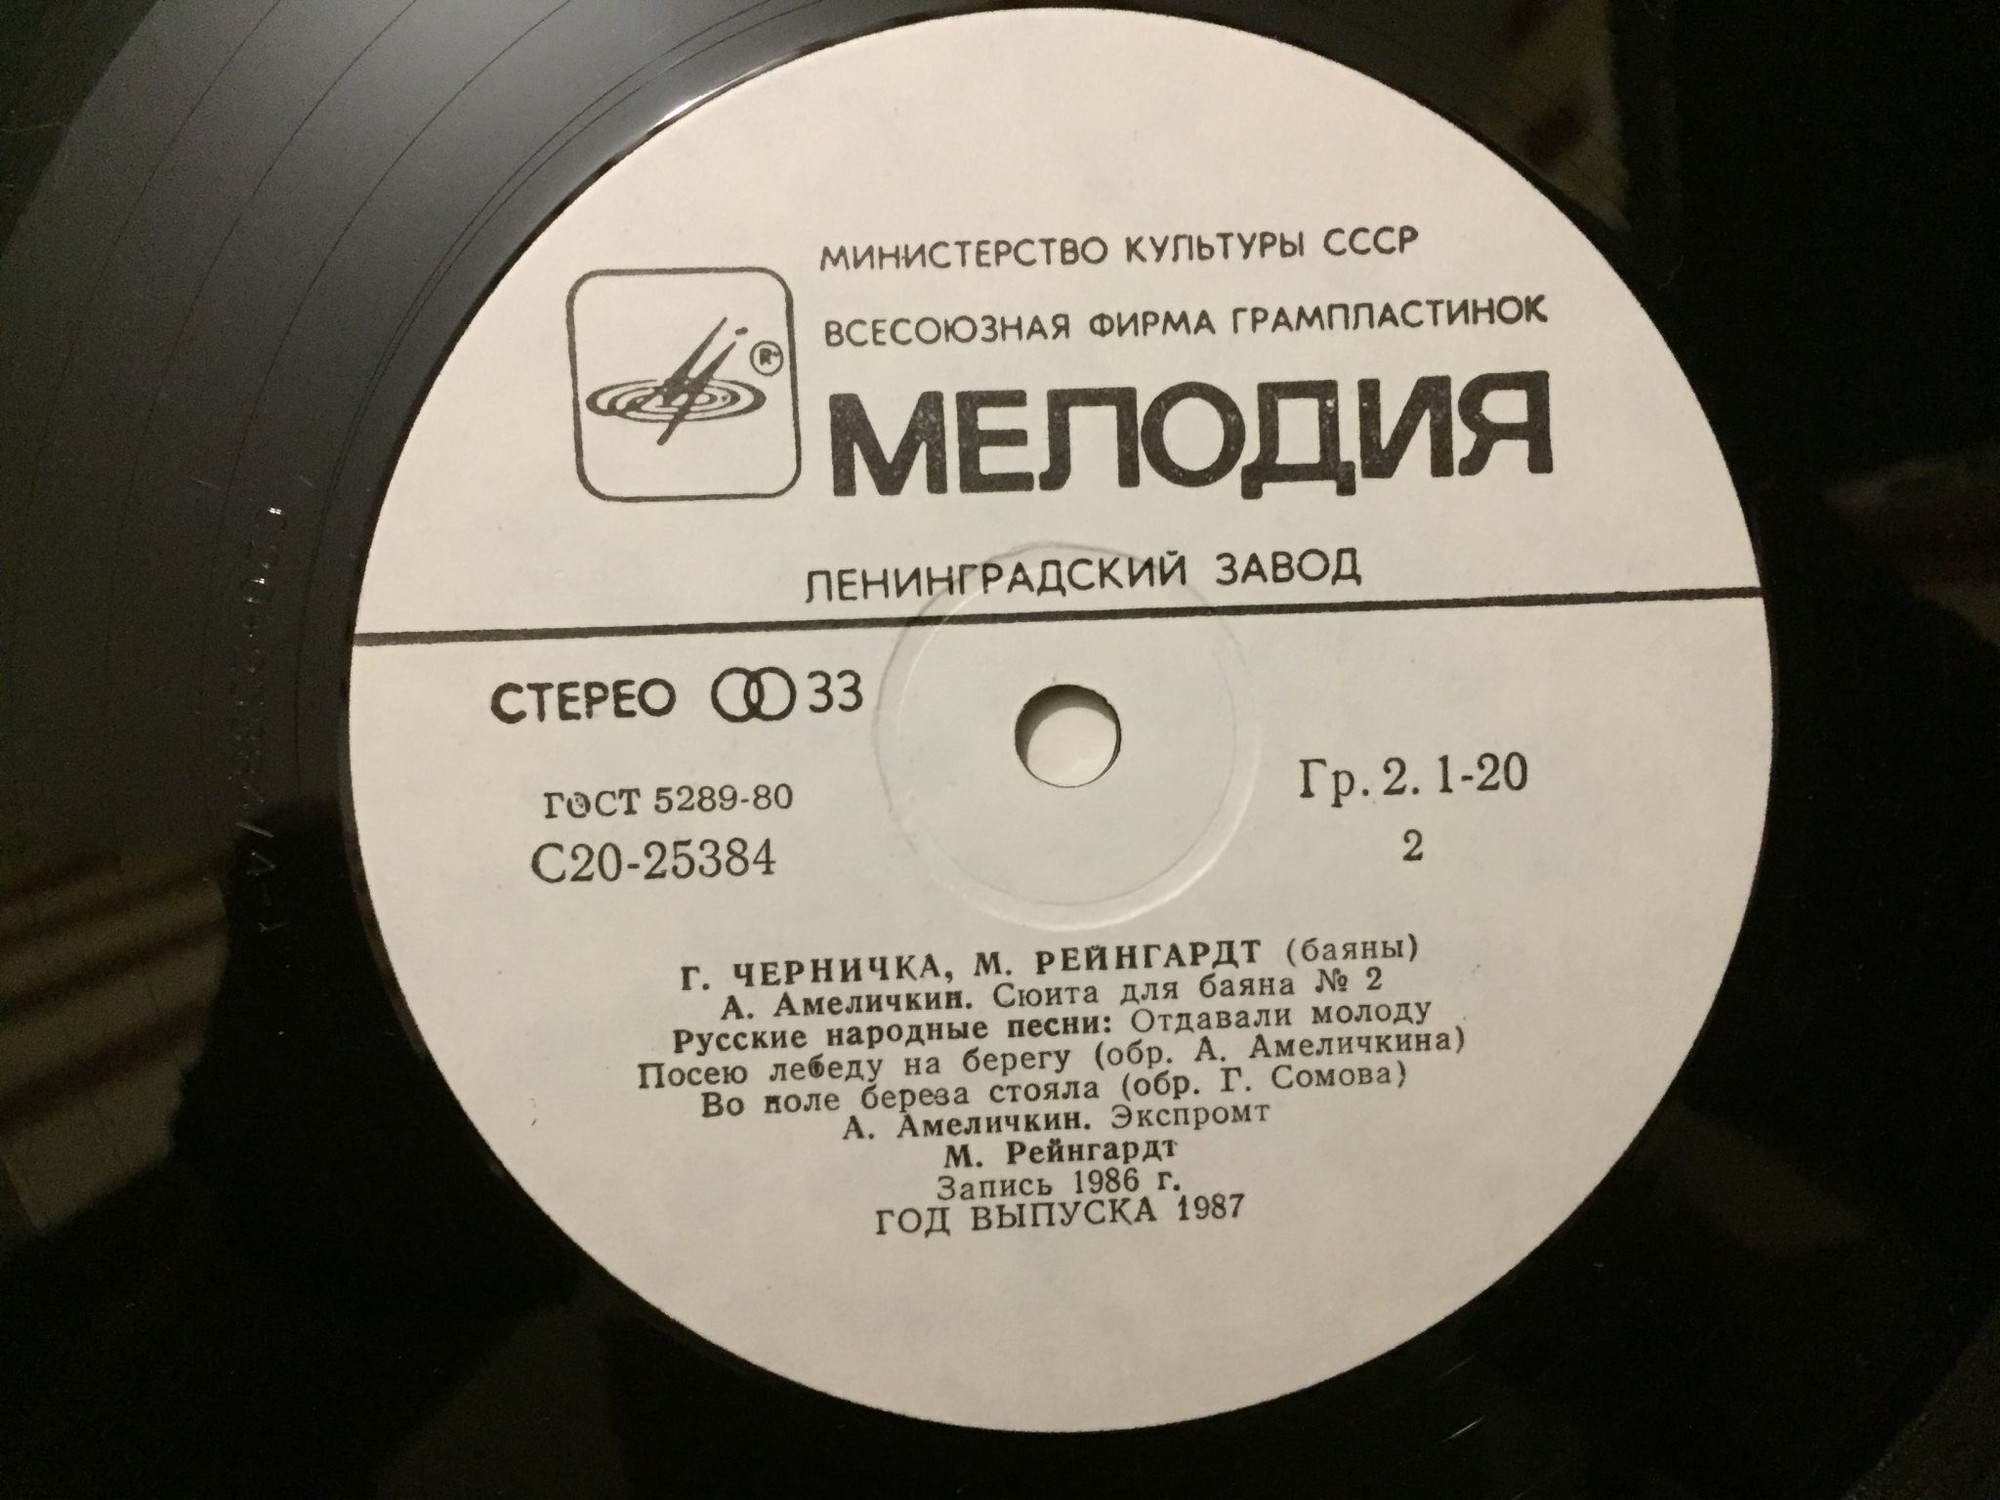 МИНИСТЕРСТВО КУЛЬТУРЫ СССР
ВСЕСОЮЗНАЯ ФИРМА ГРАМПЛАСТИНОК
®
МЕЛОДИЯ
ЛЕНИНГРАДСКИЙ ЗАВОД
СТЕРЕО 33
ГОСТ 5289-80
Гр. 2. 1-20
С20-25384
2
Г. ЧЕРНИЧКА, М. РЕЙНГАРДТ (баяны)
А. Амеличкин. Сюита для баяна № 2
Русские народные песни: Отдавали молоду
Посею лебеду на берегу (обр. А. Амеличкина)
Во поле береза стояла (обр. Г. Сомова)
А. Амеличкин. Экспромт
М. Рейнгардт
Запись 1986 г.
ГОД ВЫПУСКА 1987